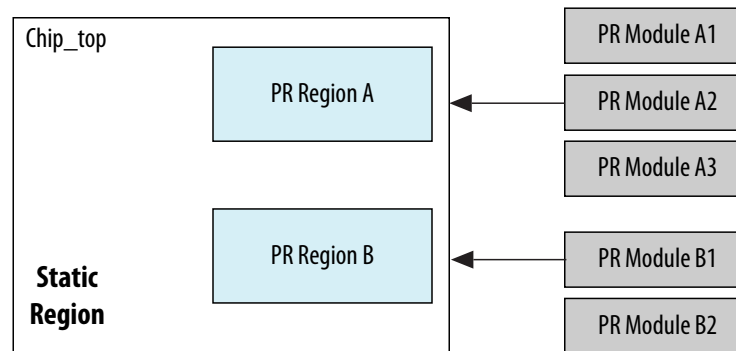 Chip_top
PR Region A
PR Region B
Static
Region
PR Module A1
PR Module A2
PR Module A3
PR Module B1
PR Module B2